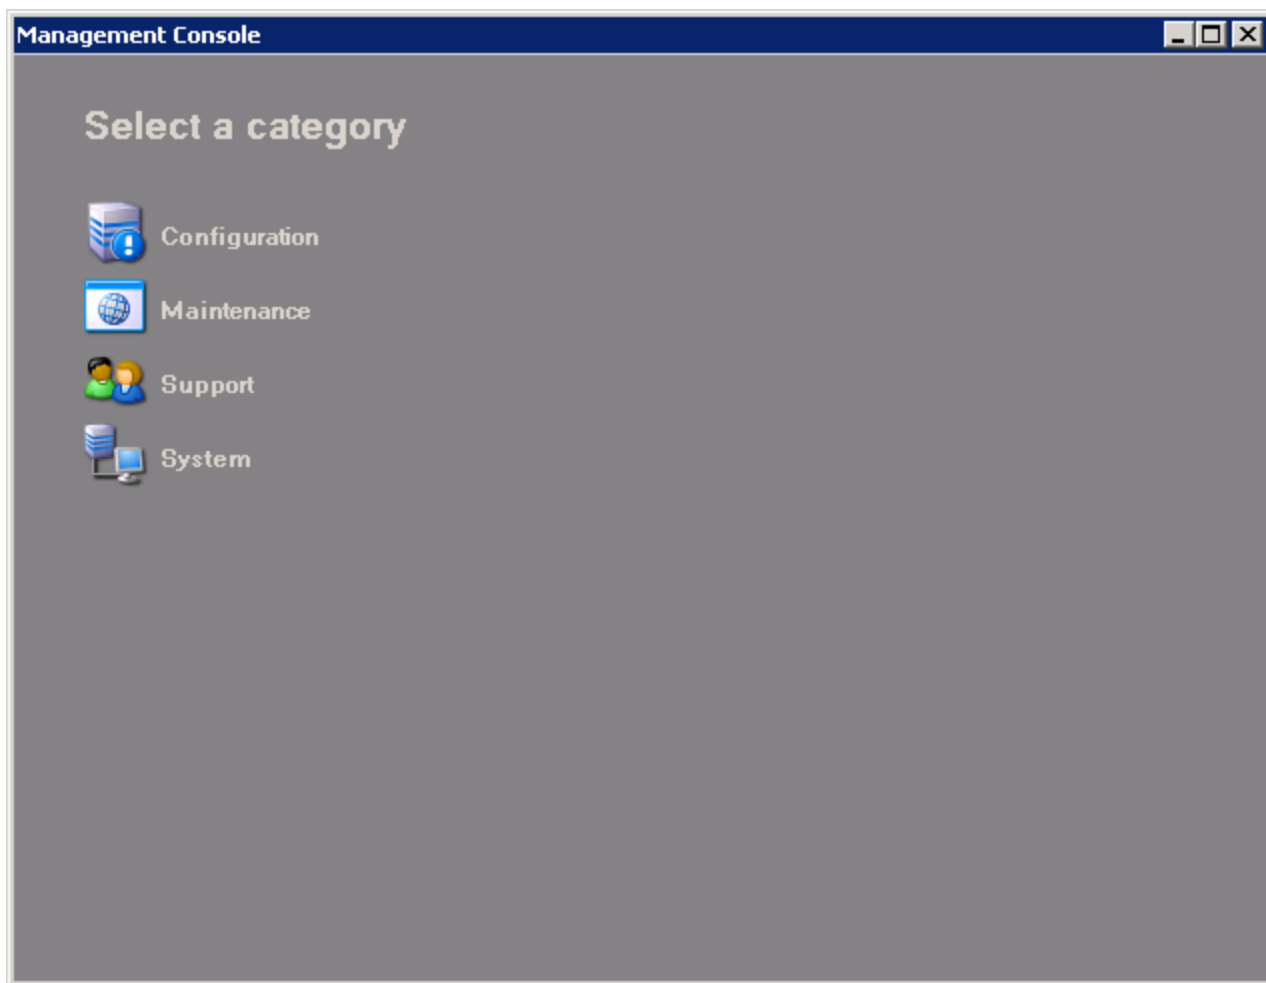 Management Console
Select a category
Configuration
Maintenance
Support
System